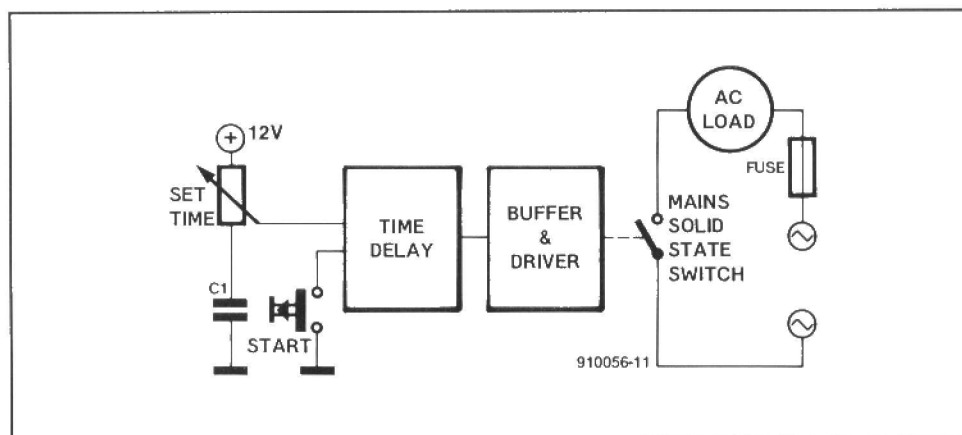 12V
SET
TIME
C1
START
TIME
DELAY
BUFFER
&
DRIVER
AC
LOAD
FUSE
MAINS
SOLID
STATE
SWITCH
910056-11